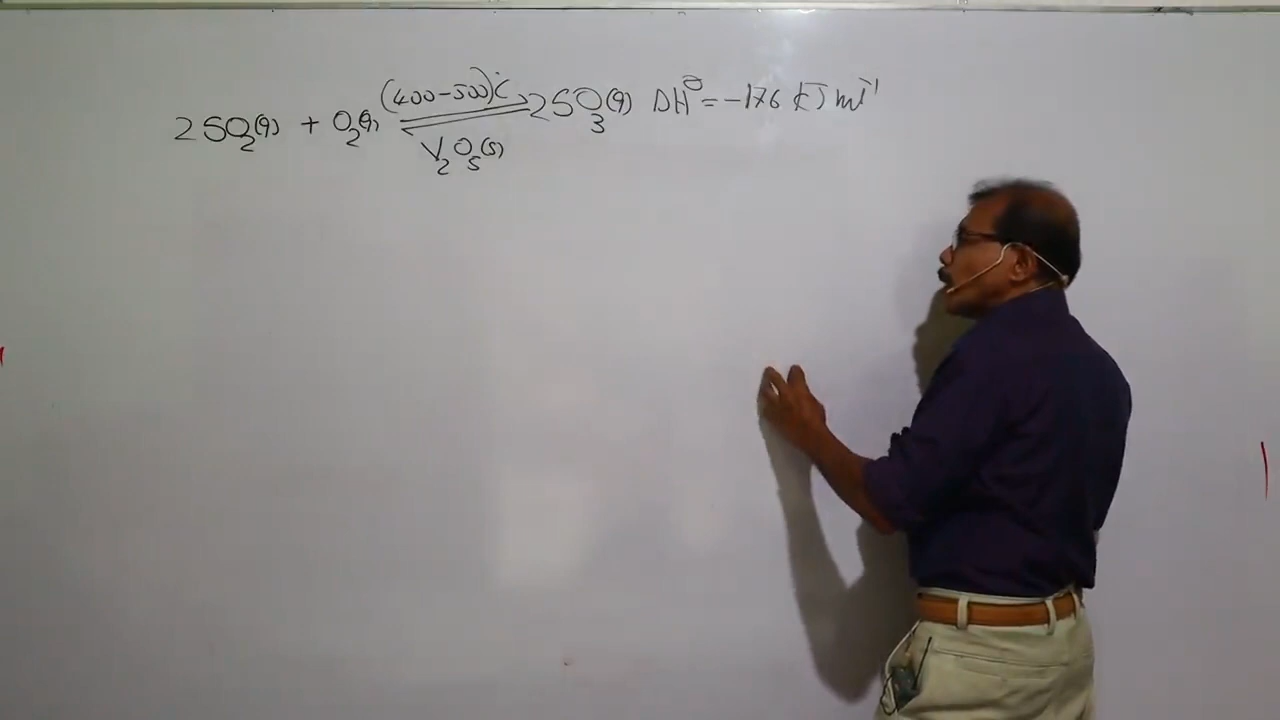 2SO₂(g) + O₂(g) (400-500)°C ⇌ V₂O₅(s) 2SO₃(g) ΔH° = -176 kJ mol⁻¹